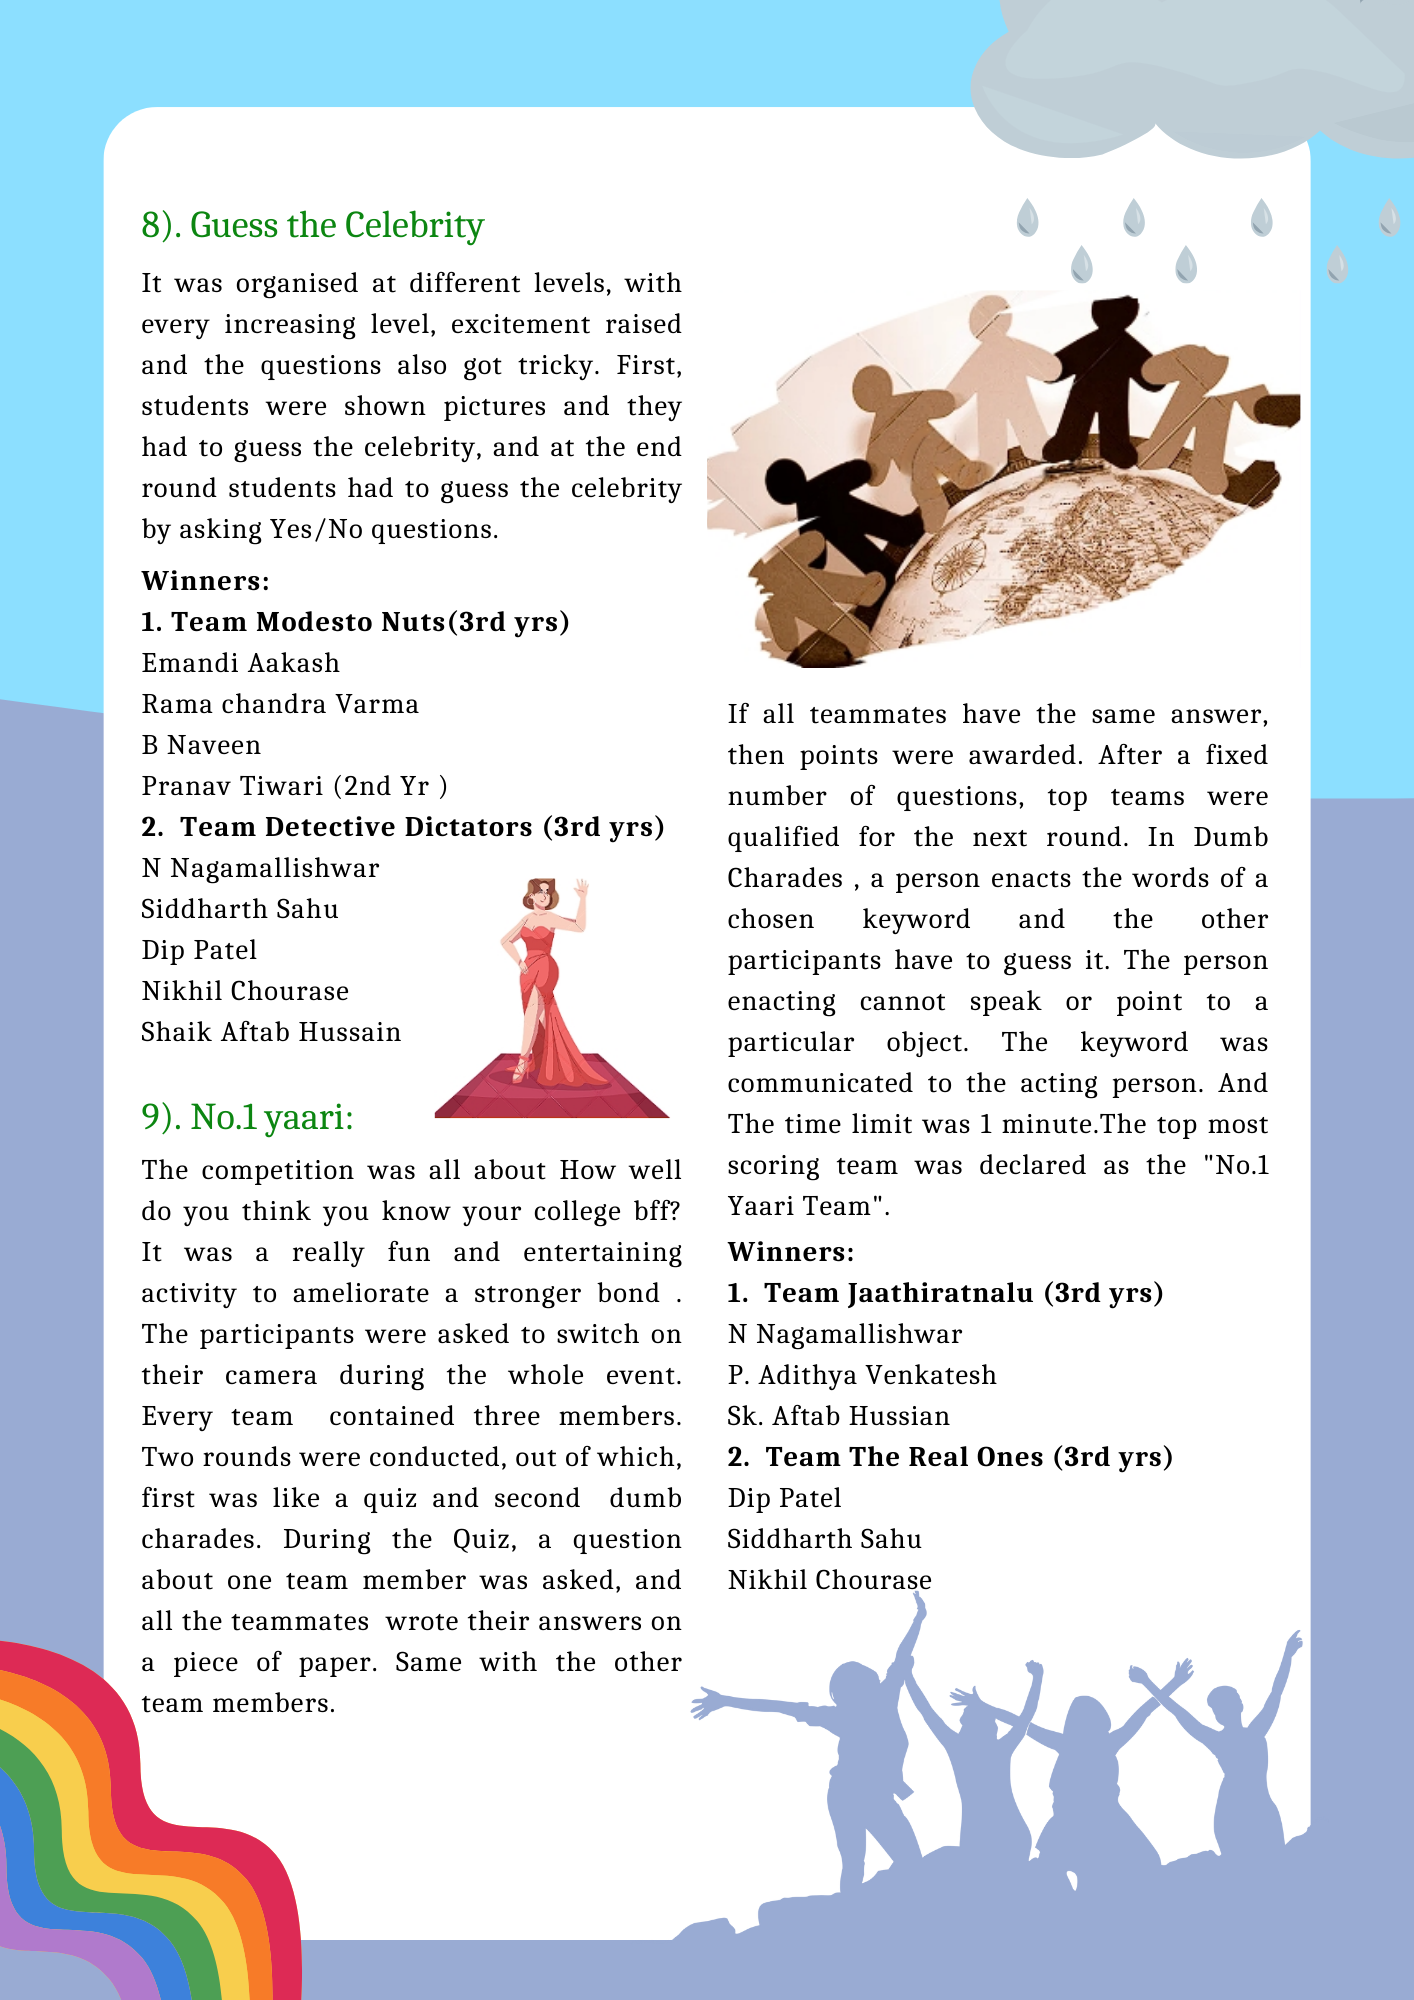 8). Guess the Celebrity
It was organised at different levels, with
every increasing level, excitement raised
and the questions also got tricky. First,
students were shown pictures and they
had to guess the celebrity, and at the end
round students had to guess the celebrity
by asking Yes/No questions.
Winners:
1. Team Modesto Nuts(3rd yrs)
Emandi Aakash
Rama chandra Varma
B Naveen
Pranav Tiwari (2nd Yr )
2. Team Detective Dictators (3rd yrs)
N Nagamallishwar
Siddharth Sahu
Dip Patel
Nikhil Chourase
Shaik Aftab Hussain
9). No.1 yaari:
The competition was all about How well
do you think you know your college bff?
It was a really fun and entertaining
activity to ameliorate a stronger bond .
The participants were asked to switch on
their camera during the whole event.
Every team contained three members.
Two rounds were conducted, out of which,
first was like a quiz and second dumb
charades. During the Quiz, a question
about one team member was asked, and
all the teammates wrote their answers on
a piece of paper. Same with the other
team members.
If all teammates have the same answer,
then points were awarded. After a fixed
number of questions, top teams were
qualified for the next round. In Dumb
Charades , a person enacts the words of a
chosen keyword and the other
participants have to guess it. The person
enacting cannot speak or point to a
particular object. The keyword was
communicated to the acting person. And
The time limit was 1 minute.The top most
scoring team was declared as the "No.1
Yaari Team".
Winners:
1. Team Jaathiratnalu (3rd yrs)
N Nagamallishwar
P. Adithya Venkatesh
Sk. Aftab Hussian
2. Team The Real Ones (3rd yrs)
Dip Patel
Siddharth Sahu
Nikhil Chourase